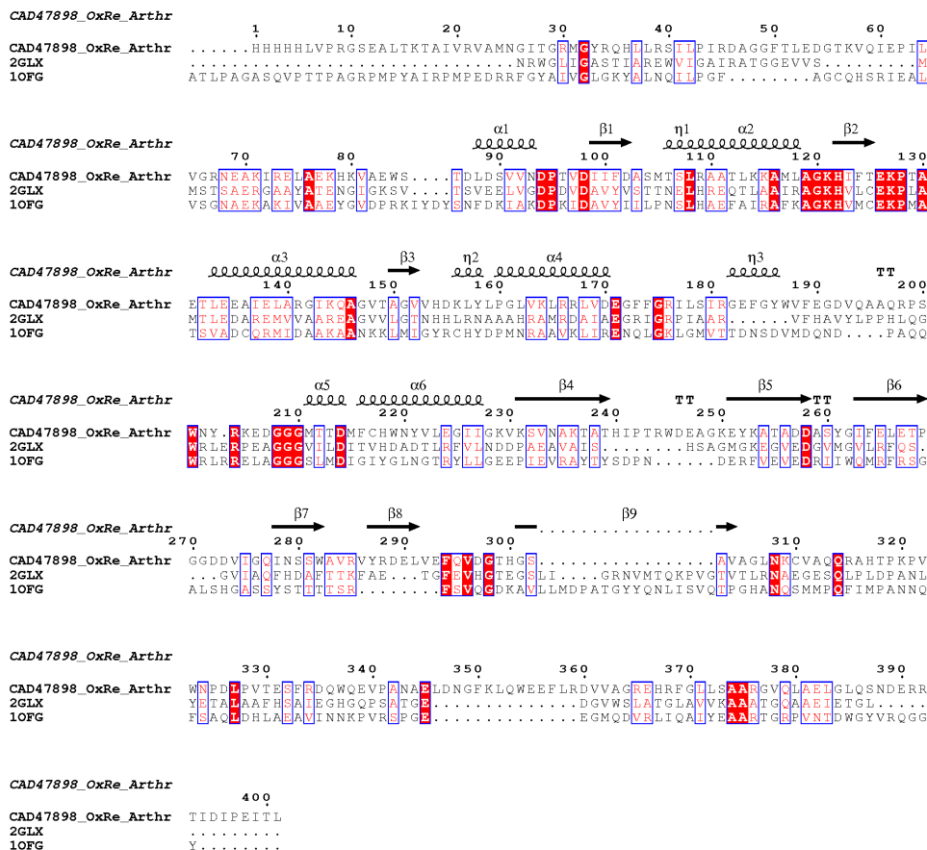 CAD47898_OxRe_Arthr
1 10 20 30 40 50 60
CAD47898_OxRe_Arthr ......HHHHHHLVPRGSEALTKTAIVRVAMNGITGRMGYRQHLLRSILPIRDAGGFTLEDGTKVQIEPIL
2GLX ...............................NRWGLIGASTIAREWVIGAIRATGGEVVS.........M
1OFG ATLPAGASQVPTTPAGRPMPYAIRPMPEDRRFGYAIVGLGKYALNQILPGF.....AGCQHSRIEAL
α1 β1 η1 α2 β2
CAD47898_OxRe_Arthr
70 80 90 100 110 120 130
CAD47898_OxRe_Arthr VGRNEAKIRELAEKHKVAEWS....TDLDSVVNDPTVDIIFDASMTSLRAATLKKAMLAGKHIFTEKPTA
2GLX MSTSAERGAAYATENGIGKSV....TSVEELVGDPDVDAVYVSTTNELHREQTLAAIRAGKHVLCEKPLA
1OFG VSGNAEKAKIVAAEYGVDPRKIYDYSNFDKIAKDPKIDAVYIILPNSLHAEFAIRAFKAGKHVMCEKPMA
α3 β3 η2 α4 η3 TT
CAD47898_OxRe_Arthr
140 150 160 170 180 190 200
CAD47898_OxRe_Arthr ETLEEAIELARGIKQAGVTAGVVHDKLYLPGLVKLRRLVDEGFFGRILSIRGEFGYWVFEGDVQAAQRPS
2GLX MTLEDAREMVVAAREAGVVLGTNHHLRNAAAHRAMRDAIAEGRIGRPIAAR......VFHAVYLPPHLQG
1OFG TSVADCQRMIDAAKAANKKLMIGYRCHYDPMNRAAVKLIRENQLGKLGMVTTDNSDVMDQND....PAQQ
α5 α6 β4 TT β5 TT β6
CAD47898_OxRe_Arthr
210 220 230 240 250 260
CAD47898_OxRe_Arthr WNY.RKEDGGGMTTDMFCHWNYVLEGIIGKVKSVNAKTATHIPTRWDEAGKEYKATADDASYGIFELETP
2GLX WRLERPEAGGGVILDITVHDADTLRFVLNDDPAEAVAIS.......HSAGMGKEGVEDGVMGVLRFQS.
1OFG WRLRRELAGGGSLMDIGIYGLNGTRYLLGEEPIEVRAYTYSDPN.....DERFVEVEDRIIWQMRFRSG
β7 β8 β9
CAD47898_OxRe_Arthr
270 280 290 300 310 320
CAD47898_OxRe_Arthr GGDDVIGQINSSWAVRVYRDELVEFQVDGTHGS.................AVAGLNKCVAQQRAHTPKPV
2GLX ...GVIAQFHDAFTTKFAE...TGFEVHGTEGSLI....GRNVMTQKPVGTVTLRNAEGESQLPLDPANL
1OFG ALSHGASSYSTTTTSR........FSVQGDKAVLLMDPATGYYQNLISVQTPGHANQSMMPQFIMPANNQ
CAD47898_OxRe_Arthr
330 340 350 360 370 380 390
CAD47898_OxRe_Arthr WNPDLPVTESFRDQWQEVPANAELDNGFKLQWEEFLRDVVAGREHRFGLLSAARGVQLAELGLQSNDERR
2GLX YETALAAFHSAIEGHGQPSATGE..............DGVWSLATGLAVVKAAATGQAAEIETGL.....
1OFG FSAQLDHLAEAVINNKPVRSPGE..............EGMQDVRLIQAIYEAARTGRPVNTDWGYVRQGG
CAD47898_OxRe_Arthr
400
CAD47898_OxRe_Arthr TIDIPEITL
2GLX .........
1OFG Y........